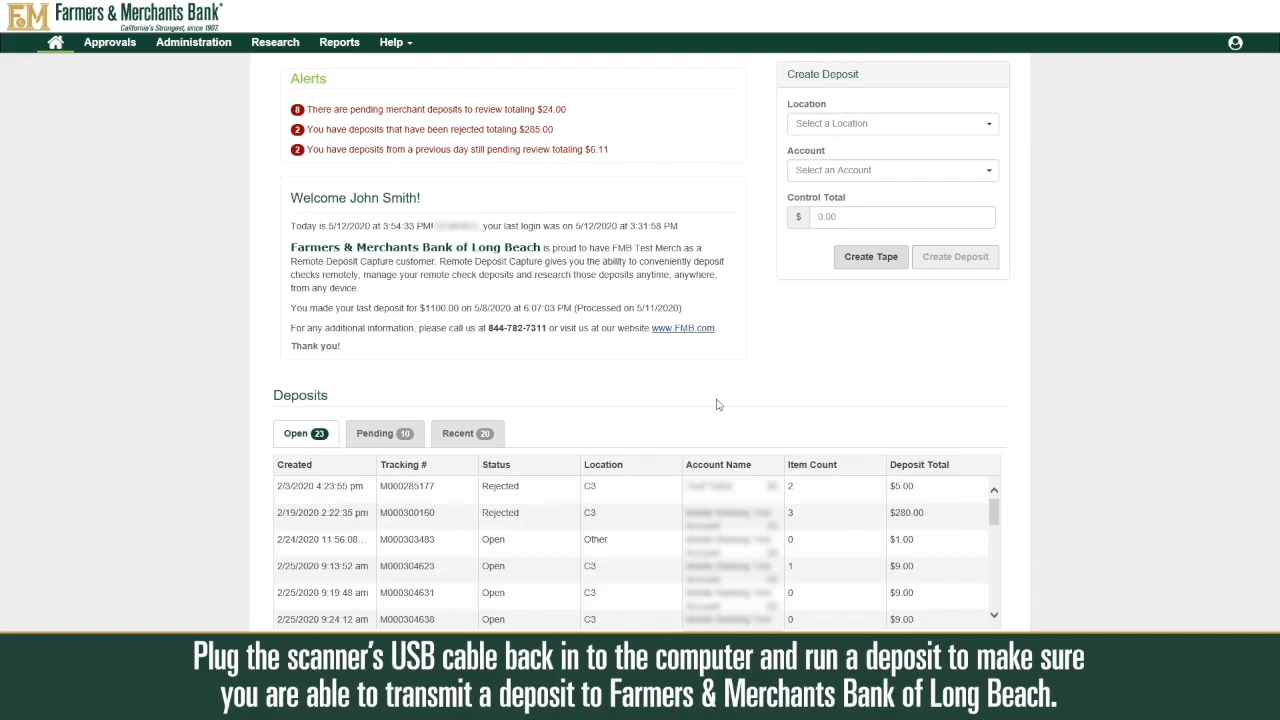 F&M Farmers & Merchants Bank®
California's Strongest, since 1907.
Approvals Administration Research Reports Help
Alerts
8 There are pending merchant deposits to review totaling $24.00
2 You have deposits that have been rejected totaling $285.00
2 You have deposits from a previous day still pending review totaling $6.11
Welcome John Smith!
Today is 5/12/2020 at 3:54:33 PM! your last login was on 5/12/2020 at 3:31:58 PM.
Farmers & Merchants Bank of Long Beach is proud to have FMB Test Merch as a
Remote Deposit Capture customer. Remote Deposit Capture gives you the ability to conveniently deposit
checks remotely, manage your remote check deposits and research those deposits anytime, anywhere,
from any device.
You made your last deposit for $1100.00 on 5/8/2020 at 6:07:03 PM (Processed on 5/11/2020).
For any additional information, please call us at 844-782-7311 or visit us at our website www.FMB.com.
Thank you!
Create Deposit
Location
Select a Location
Account
Select an Account
Control Total
$ 0.00
Create Tape Create Deposit
Deposits
Open 23 Pending 10 Recent 20
Created Tracking # Status Location Account Name Item Count Deposit Total
2/3/2020 4:23:55 pm M000285177 Rejected C3 2 $5.00
2/19/2020 2:22:35 pm M000300160 Rejected C3 3 $280.00
2/24/2020 11:56:08... M000303483 Open Other 0 $1.00
2/25/2020 9:13:52 am M000304623 Open C3 1 $9.00
2/25/2020 9:19:48 am M000304631 Open C3 0 $9.00
2/25/2020 9:24:12 am M000304638 Open C3 0 $9.00
Plug the scanner's USB cable back in to the computer and run a deposit to make sure
you are able to transmit a deposit to Farmers & Merchants Bank of Long Beach.